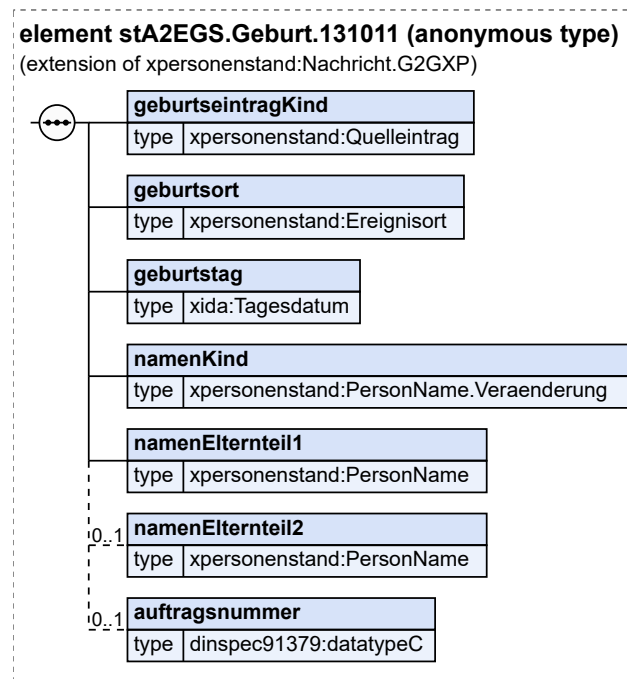 element stA2EGS.Geburt.131011 (anonymous type)
(extension of xpersonenstand:Nachricht.G2GXP)
geburtseintragKind
type xpersonenstand:Quelleintrag
geburtsort
type xpersonenstand:Ereignisort
geburtstag
type xida:Tagesdatum
namenKind
type xpersonenstand:PersonName.Veraenderung
namenElternteil1
type xpersonenstand:PersonName
0..1 namenElternteil2
type xpersonenstand:PersonName
0..1 auftragsnummer
type dinspec91379:datatypeC